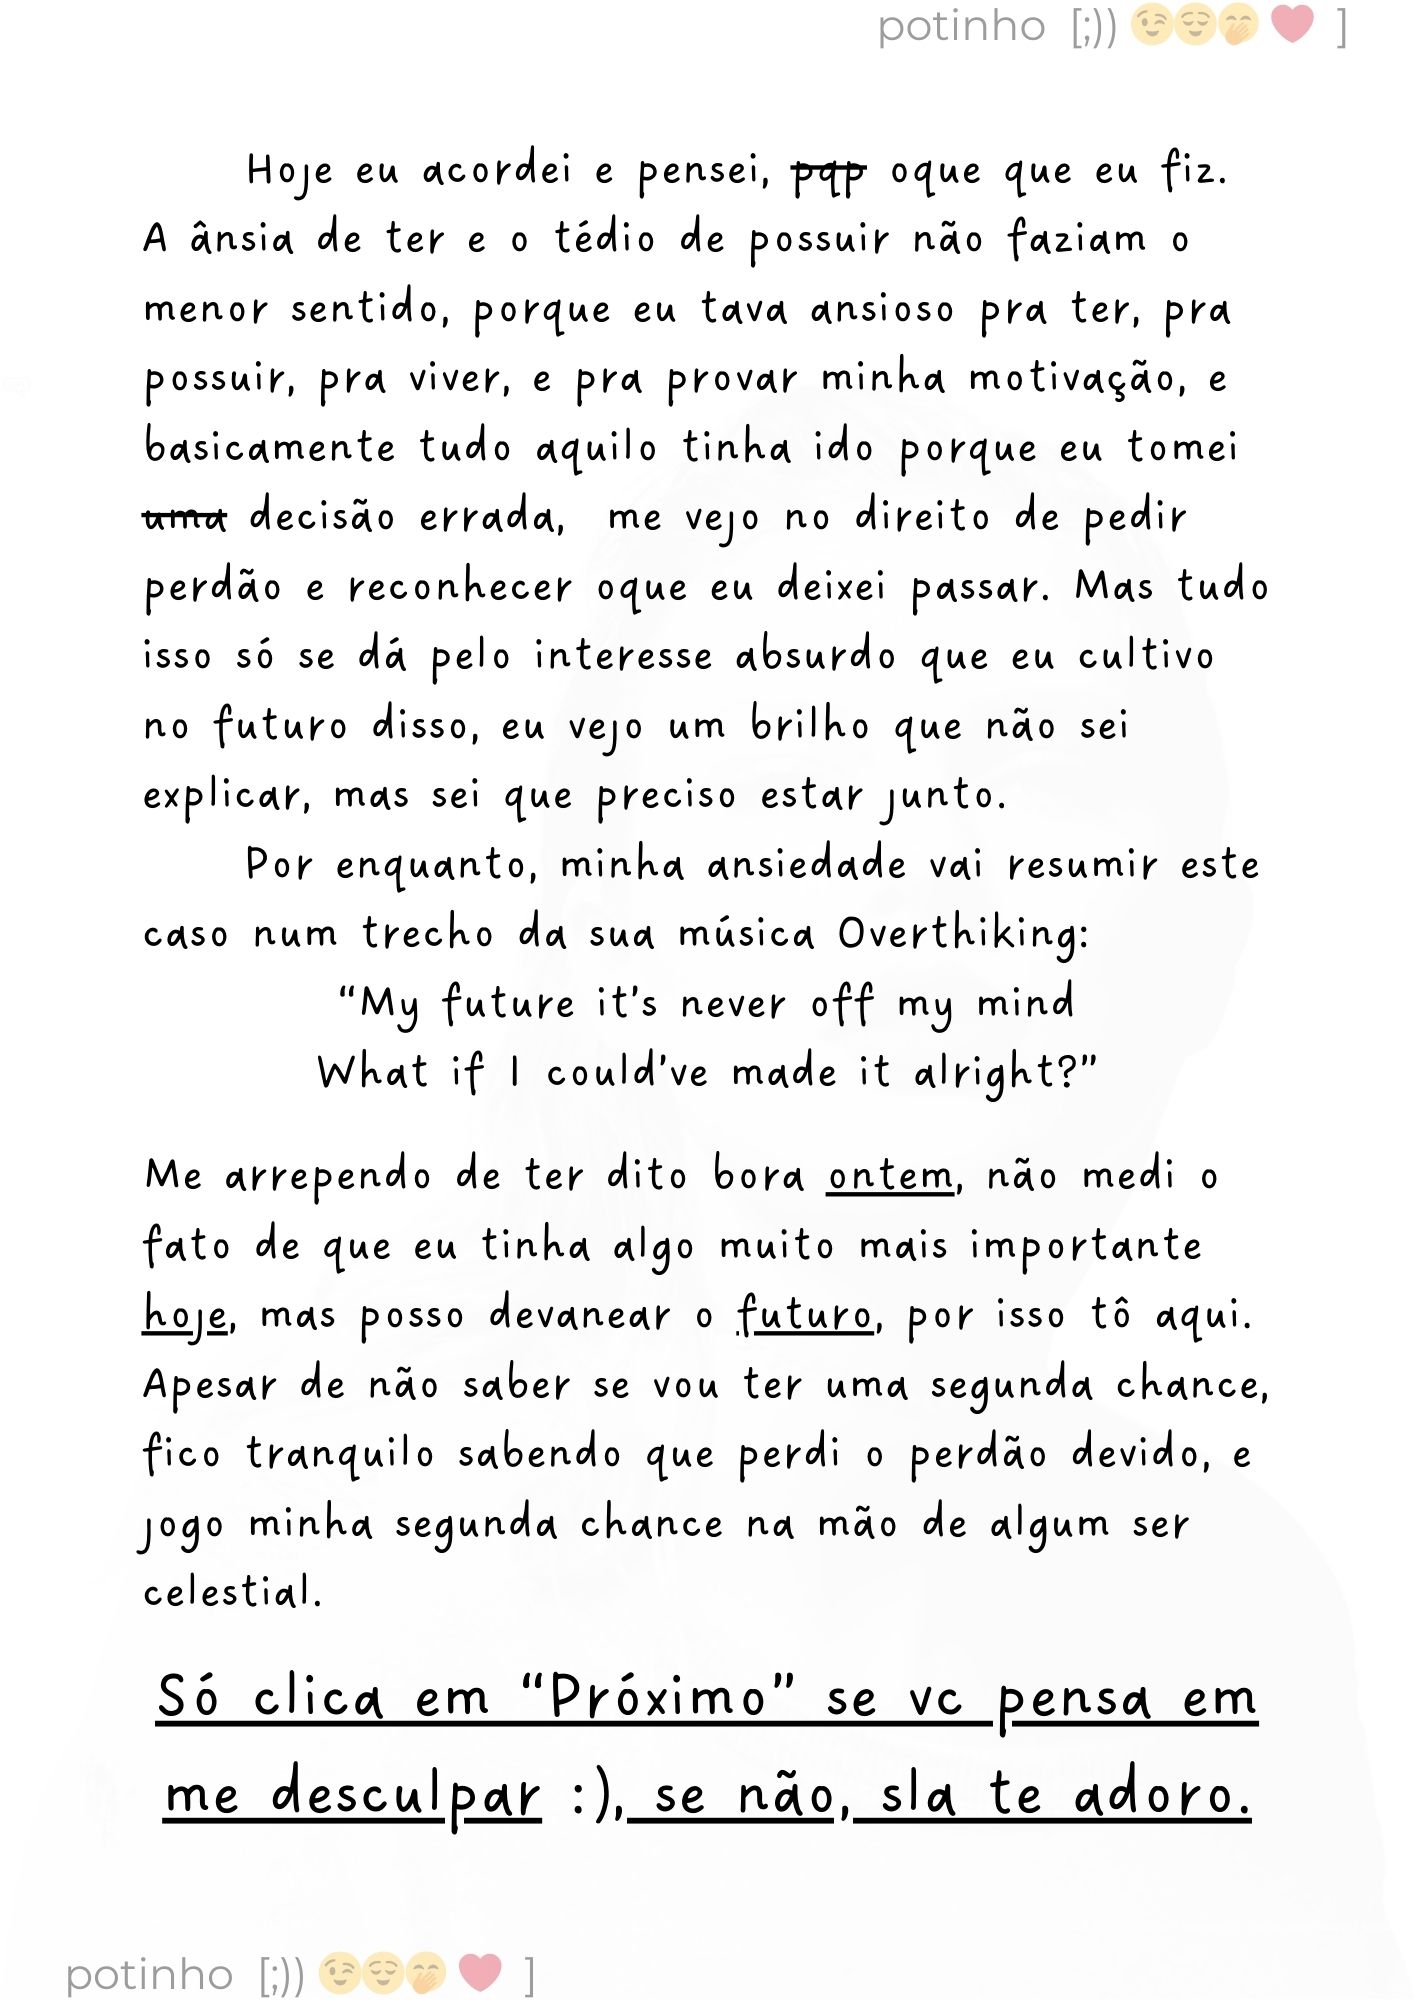 potinho [;)) 😉😌🤭❤️ ]
Hoje eu acordei e pensei, pqp oque que eu fiz.
A ânsia de ter e o tédio de possuir não faziam o
menor sentido, porque eu tava ansioso pra ter, pra
possuir, pra viver, e pra provar minha motivação, e
basicamente tudo aquilo tinha ido porque eu tomei
uma decisão errada, me vejo no direito de pedir
perdão e reconhecer oque eu deixei passar. Mas tudo
isso só se dá pelo interesse absurdo que eu cultivo
no futuro disso, eu vejo um brilho que não sei
explicar, mas sei que preciso estar junto.
Por enquanto, minha ansiedade vai resumir este
caso num trecho da sua música Overthiking:
“My future it's never off my mind
What if I could've made it alright?”
Me arrependo de ter dito bora ontem, não medi o
fato de que eu tinha algo muito mais importante
hoje, mas posso devanear o futuro, por isso tô aqui.
Apesar de não saber se vou ter uma segunda chance,
fico tranquilo sabendo que perdi o perdão devido, e
jogo minha segunda chance na mão de algum ser
celestial.
Só clica em “Próximo” se vc pensa em
me desculpar :), se não, sla te adoro.
potinho [;)) 😉😌🤭❤️ ]